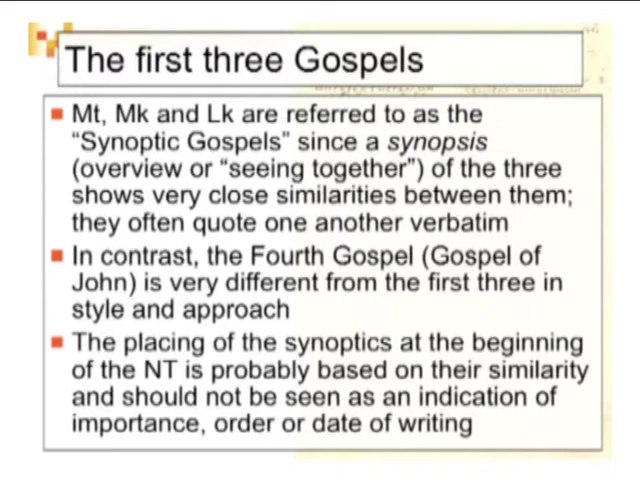 The first three Gospels
Mt, Mk and Lk are referred to as the
“Synoptic Gospels” since a synopsis
(overview or “seeing together”) of the three
shows very close similarities between them;
they often quote one another verbatim
In contrast, the Fourth Gospel (Gospel of
John) is very different from the first three in
style and approach
The placing of the synoptics at the beginning
of the NT is probably based on their similarity
and should not be seen as an indication of
importance, order or date of writing